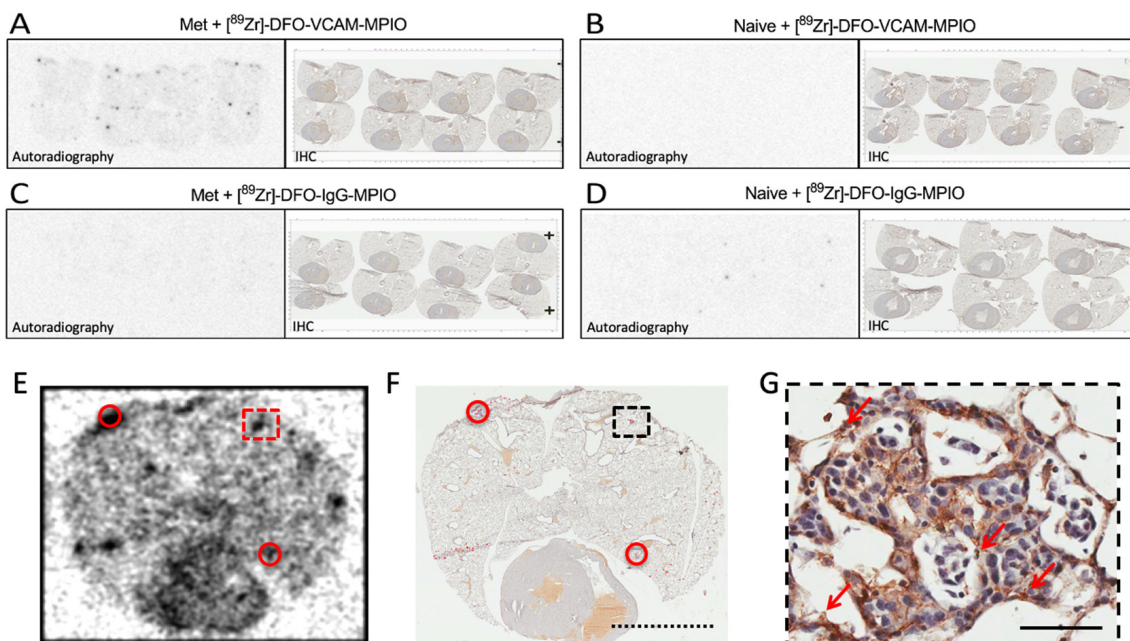 A
Met + [⁸⁹Zr]-DFO-VCAM-MPIO
Autoradiography
IHC
B
Naive + [⁸⁹Zr]-DFO-VCAM-MPIO
Autoradiography
IHC
C
Met + [⁸⁹Zr]-DFO-IgG-MPIO
Autoradiography
IHC
D
Naive + [⁸⁹Zr]-DFO-IgG-MPIO
Autoradiography
IHC
E
F
G